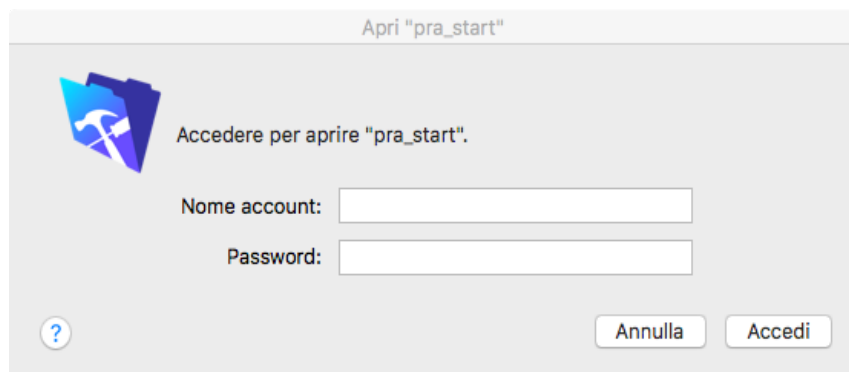 Apri "pra_start"
Accedere per aprire "pra_start".
Nome account:
Password:
?
Annulla
Accedi